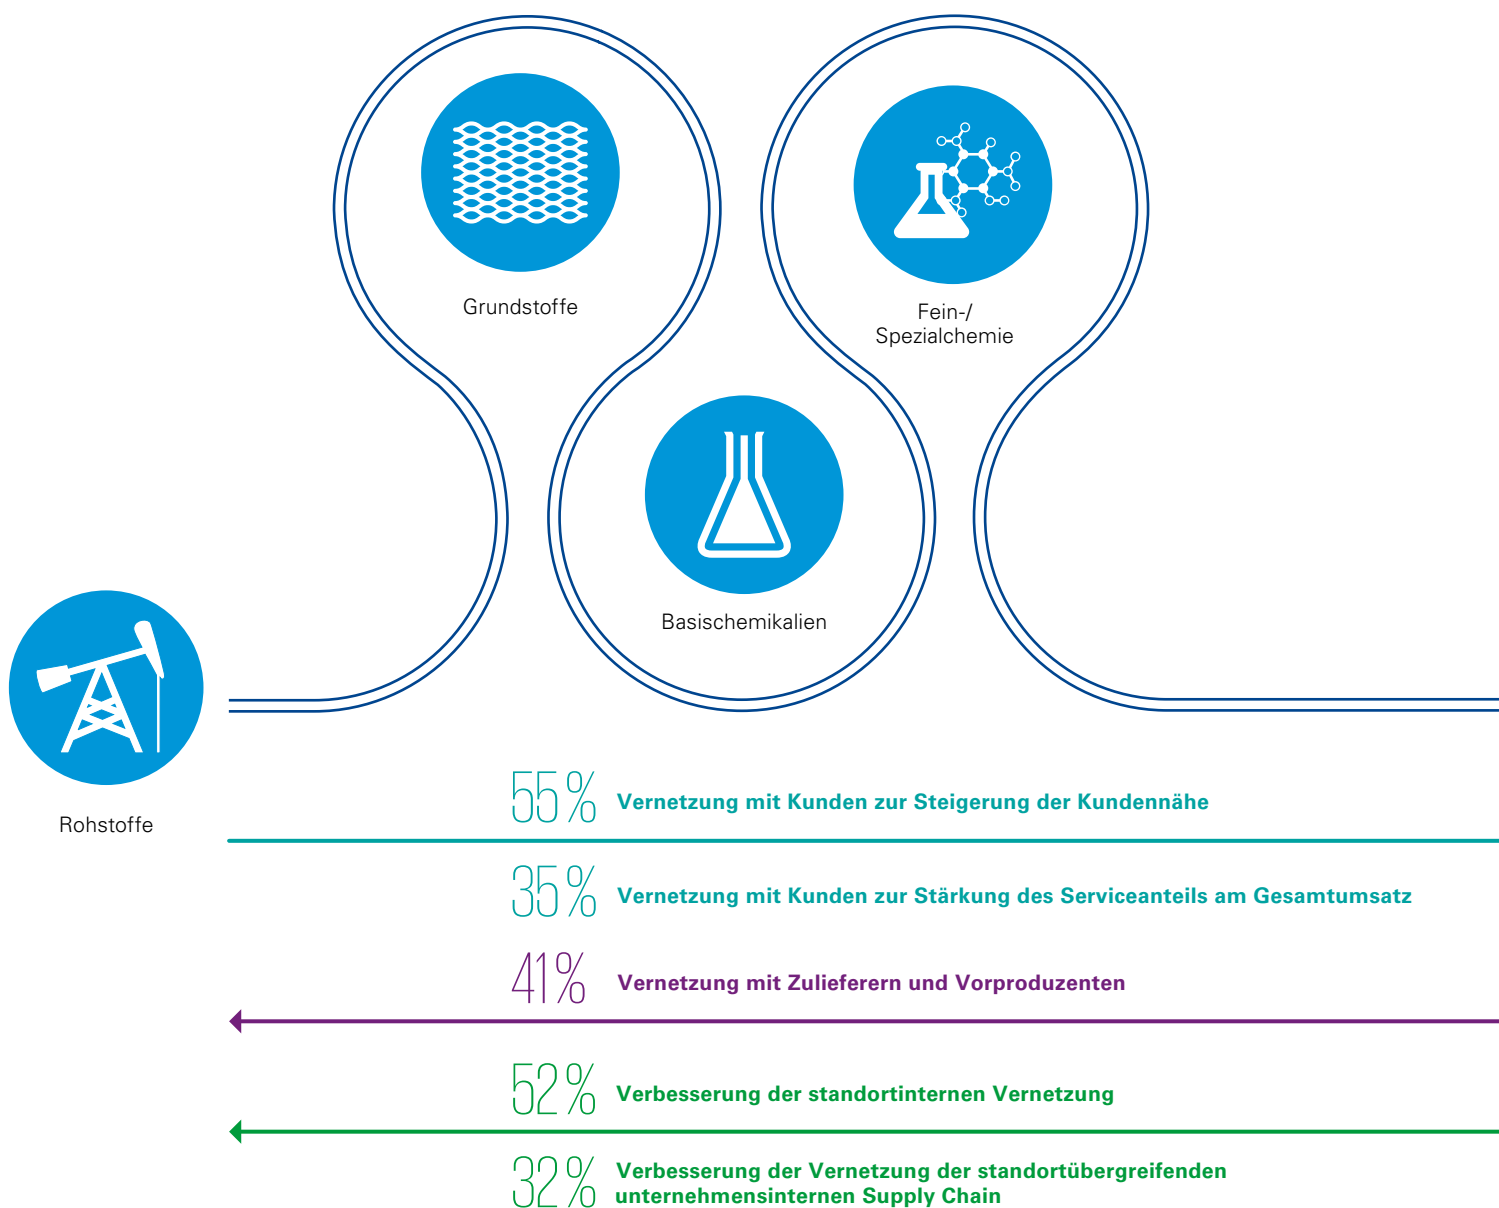 Grundstoffe
Fein-/
Spezialchemie
Basischemikalien
Rohstoffe
55% Vernetzung mit Kunden zur Steigerung der Kundennähe
35% Vernetzung mit Kunden zur Stärkung des Serviceanteils am Gesamtumsatz
41% Vernetzung mit Zulieferern und Vorproduzenten
52% Verbesserung der standortinternen Vernetzung
32% Verbesserung der Vernetzung der standortübergreifenden
unternehmensinternen Supply Chain